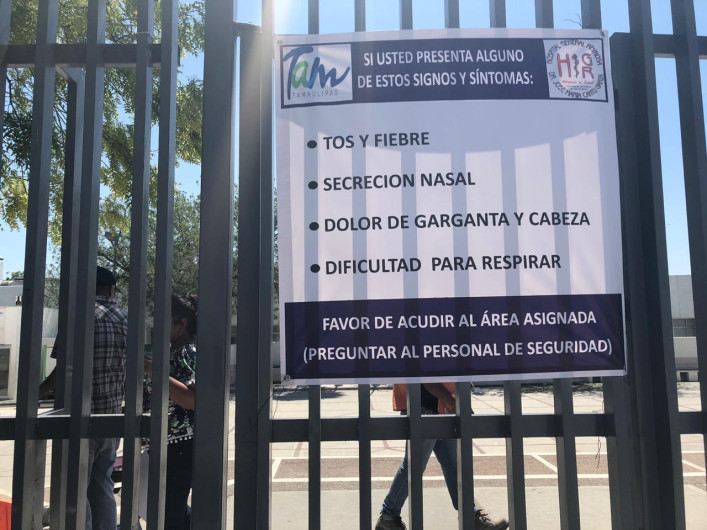 Tam
TAMAULIPAS
SI USTED PRESENTA ALGUNO
DE ESTOS SIGNOS Y SÍNTOMAS:
HGR
• TOS Y FIEBRE
• SECRECION NASAL
• DOLOR DE GARGANTA Y CABEZA
• DIFICULTAD PARA RESPIRAR
FAVOR DE ACUDIR AL ÁREA ASIGNADA
(PREGUNTAR AL PERSONAL DE SEGURIDAD)